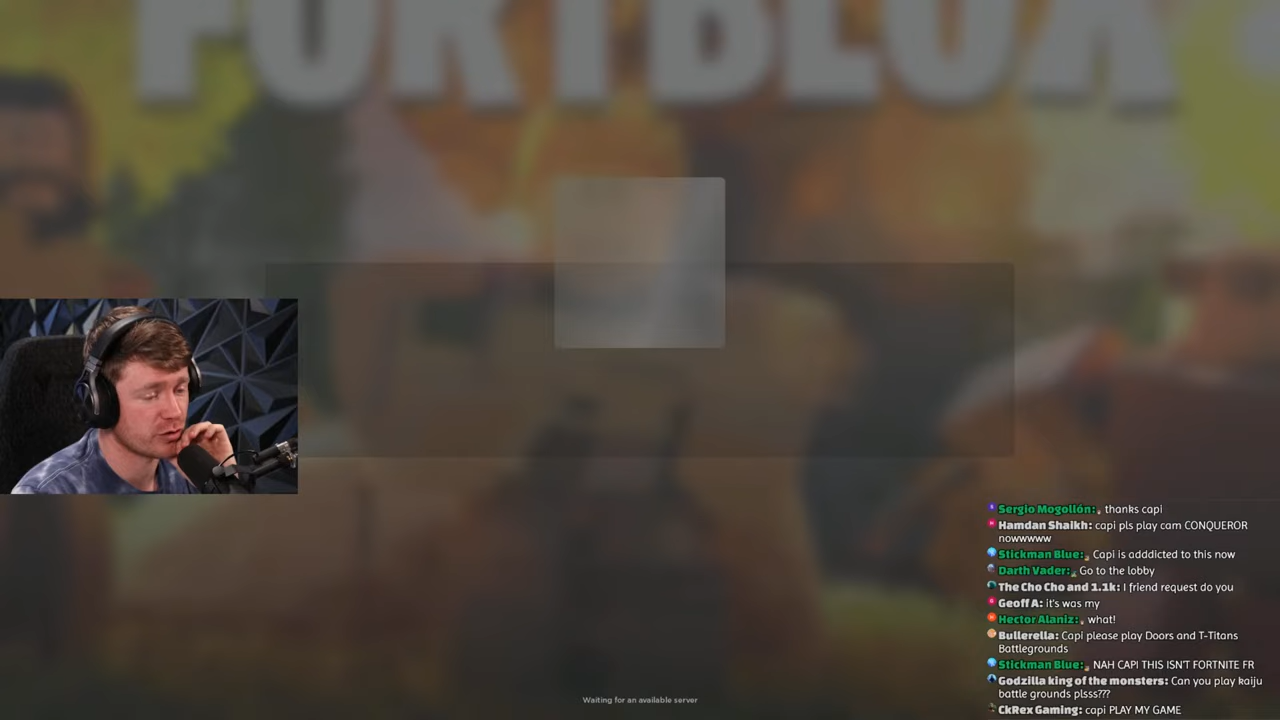 FORTBLOX
Sergio Mogollón: thanks capi
Hamdan Shaikh: capi pls play cam CONQUEROR
nowwwww
Stickman Blue: Capi is adddicted to this now
Darth Vader: Go to the lobby
The Cho Cho and 1.1k: I friend request do you
Geoff A: it's was my
Hector Alaniz: what!
Bullerella: Capi please play Doors and T-Titans
Battlegrounds
Stickman Blue: NAH CAPI THIS ISN'T FORTNITE FR
Godzilla king of the monsters: Can you play kaiju
battle grounds plsss???
CkRex Gaming: capi PLAY MY GAME
Waiting for an available server